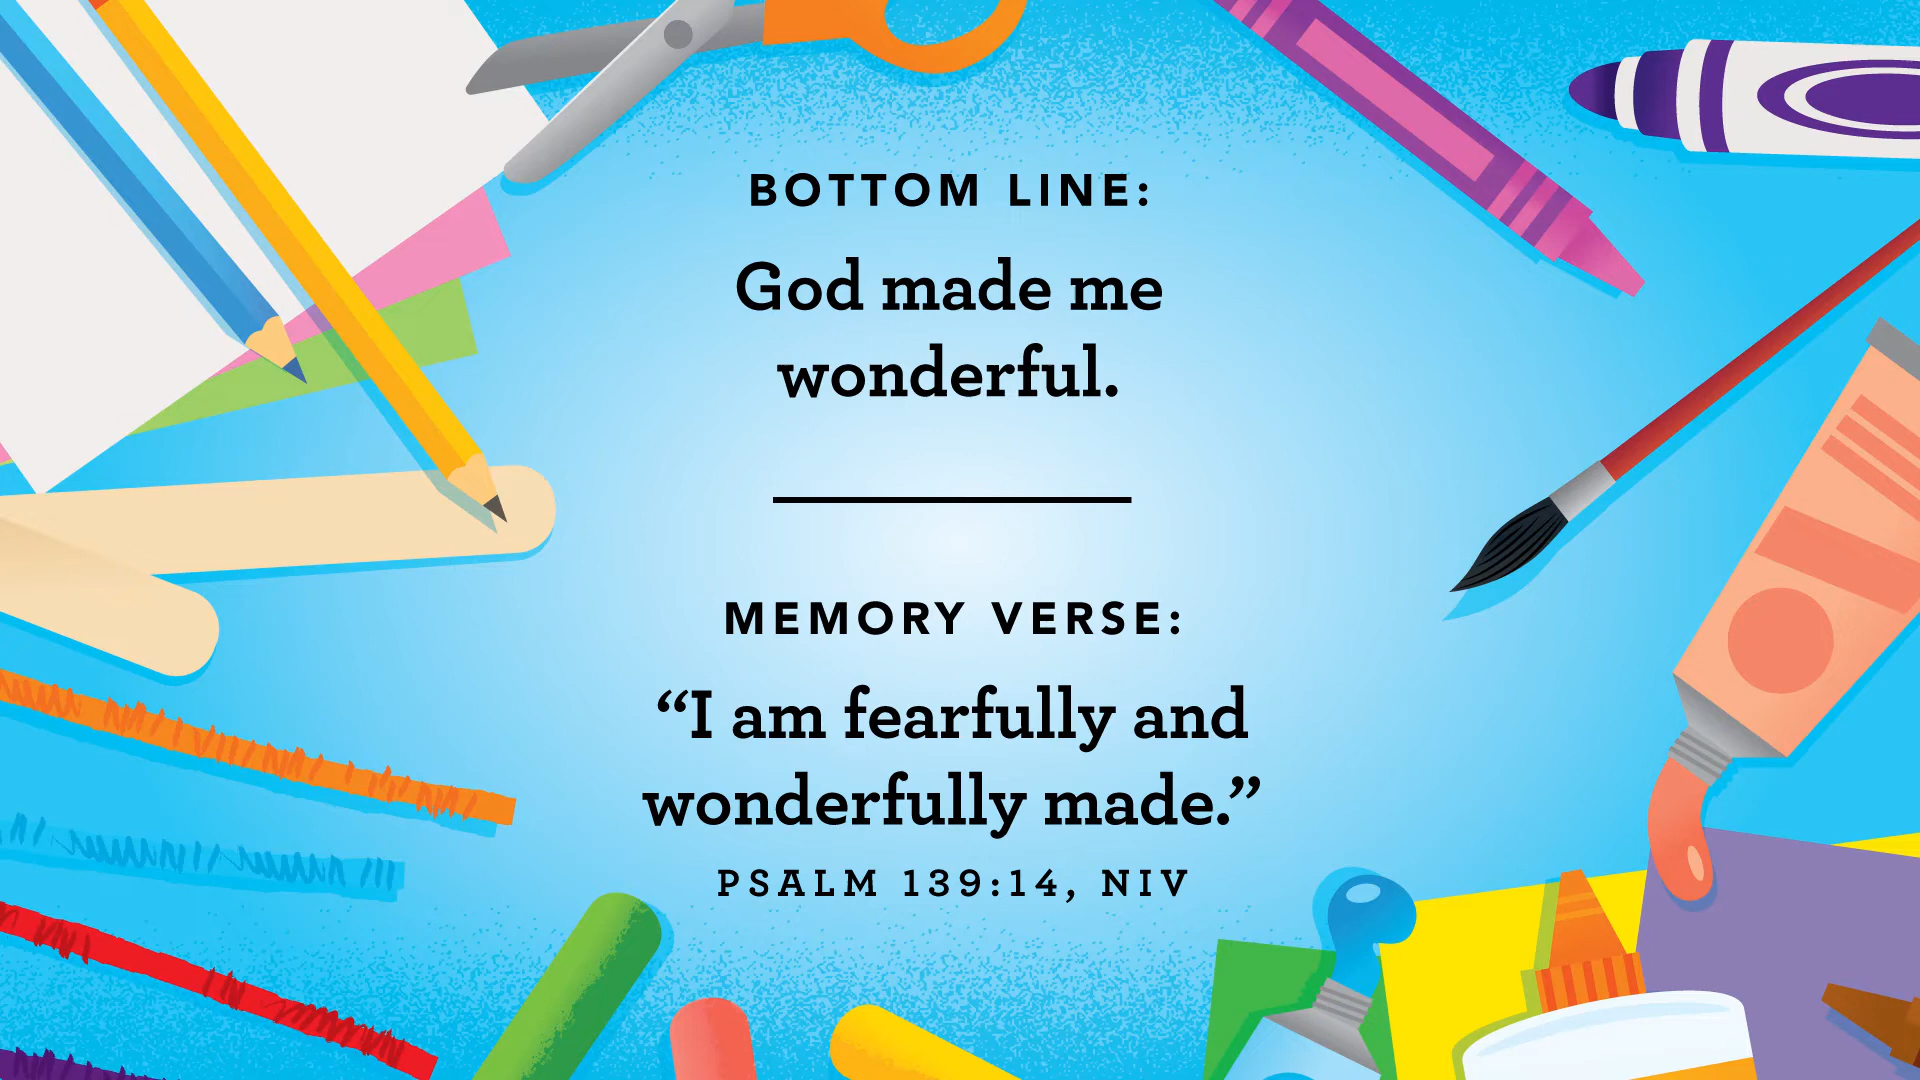 BOTTOM LINE:
God made me
wonderful.
MEMORY VERSE:
“I am fearfully and
wonderfully made.”
PSALM 139:14, NIV